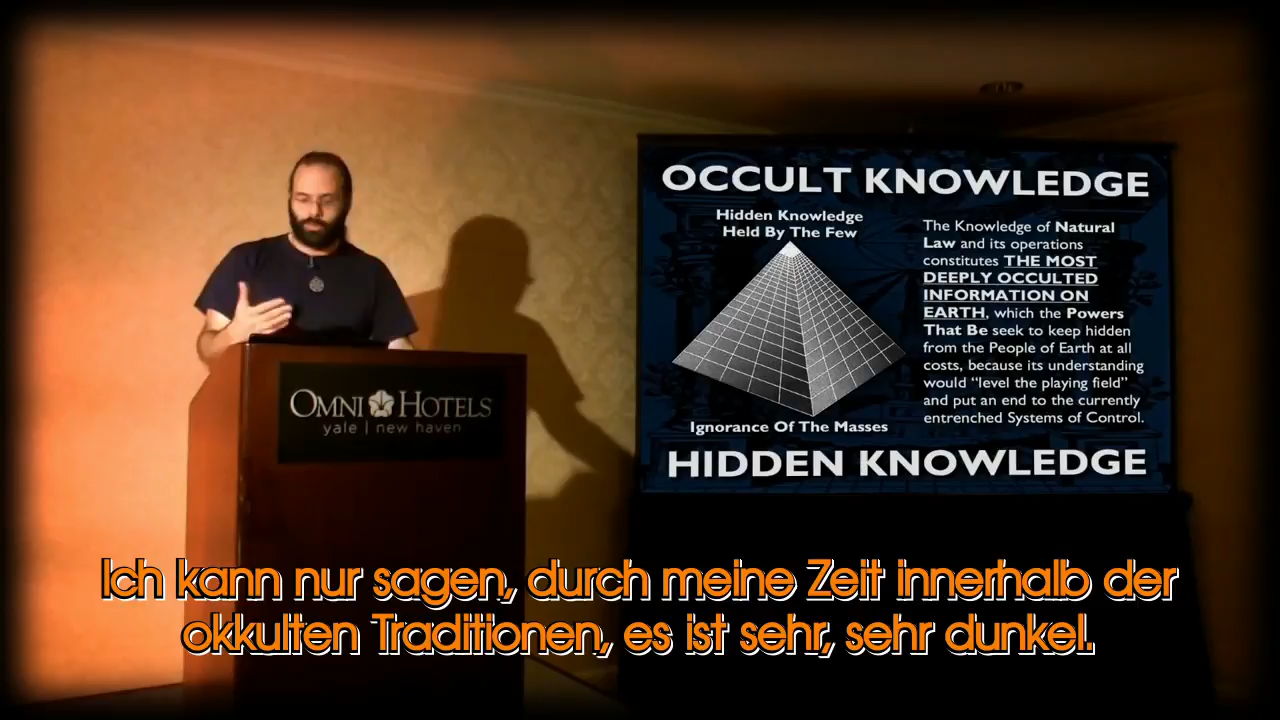 OCCULT KNOWLEDGE
Hidden Knowledge
Held By The Few
The Knowledge of Natural
Law and its operations
constitutes THE MOST
DEEPLY OCCULTED
INFORMATION ON
EARTH, which the Powers
That Be seek to keep hidden
from the People of Earth at all
costs, because its understanding
would “level the playing field”
and put an end to the currently
entrenched Systems of Control.
Ignorance Of The Masses
HIDDEN KNOWLEDGE
OMNI HOTELS
yale | new haven
Ich kann nur sagen, durch meine Zeit innerhalb der
okkulten Traditionen, es ist sehr, sehr dunkel.